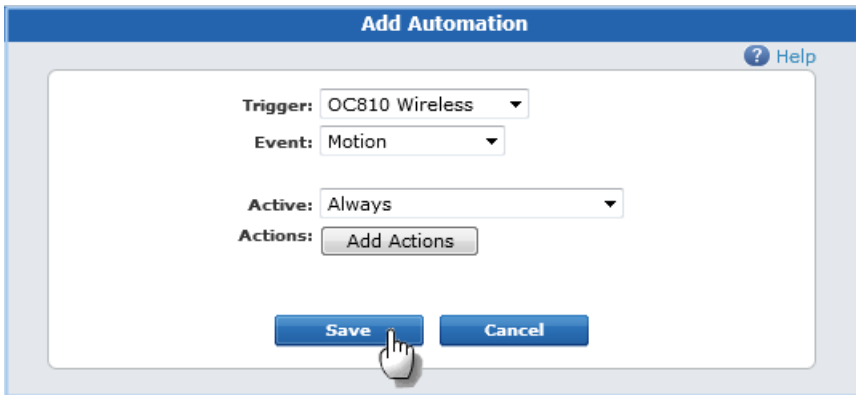 Add Automation
? Help
Trigger: OC810 Wireless
Event: Motion
Active: Always
Actions: Add Actions
Save Cancel